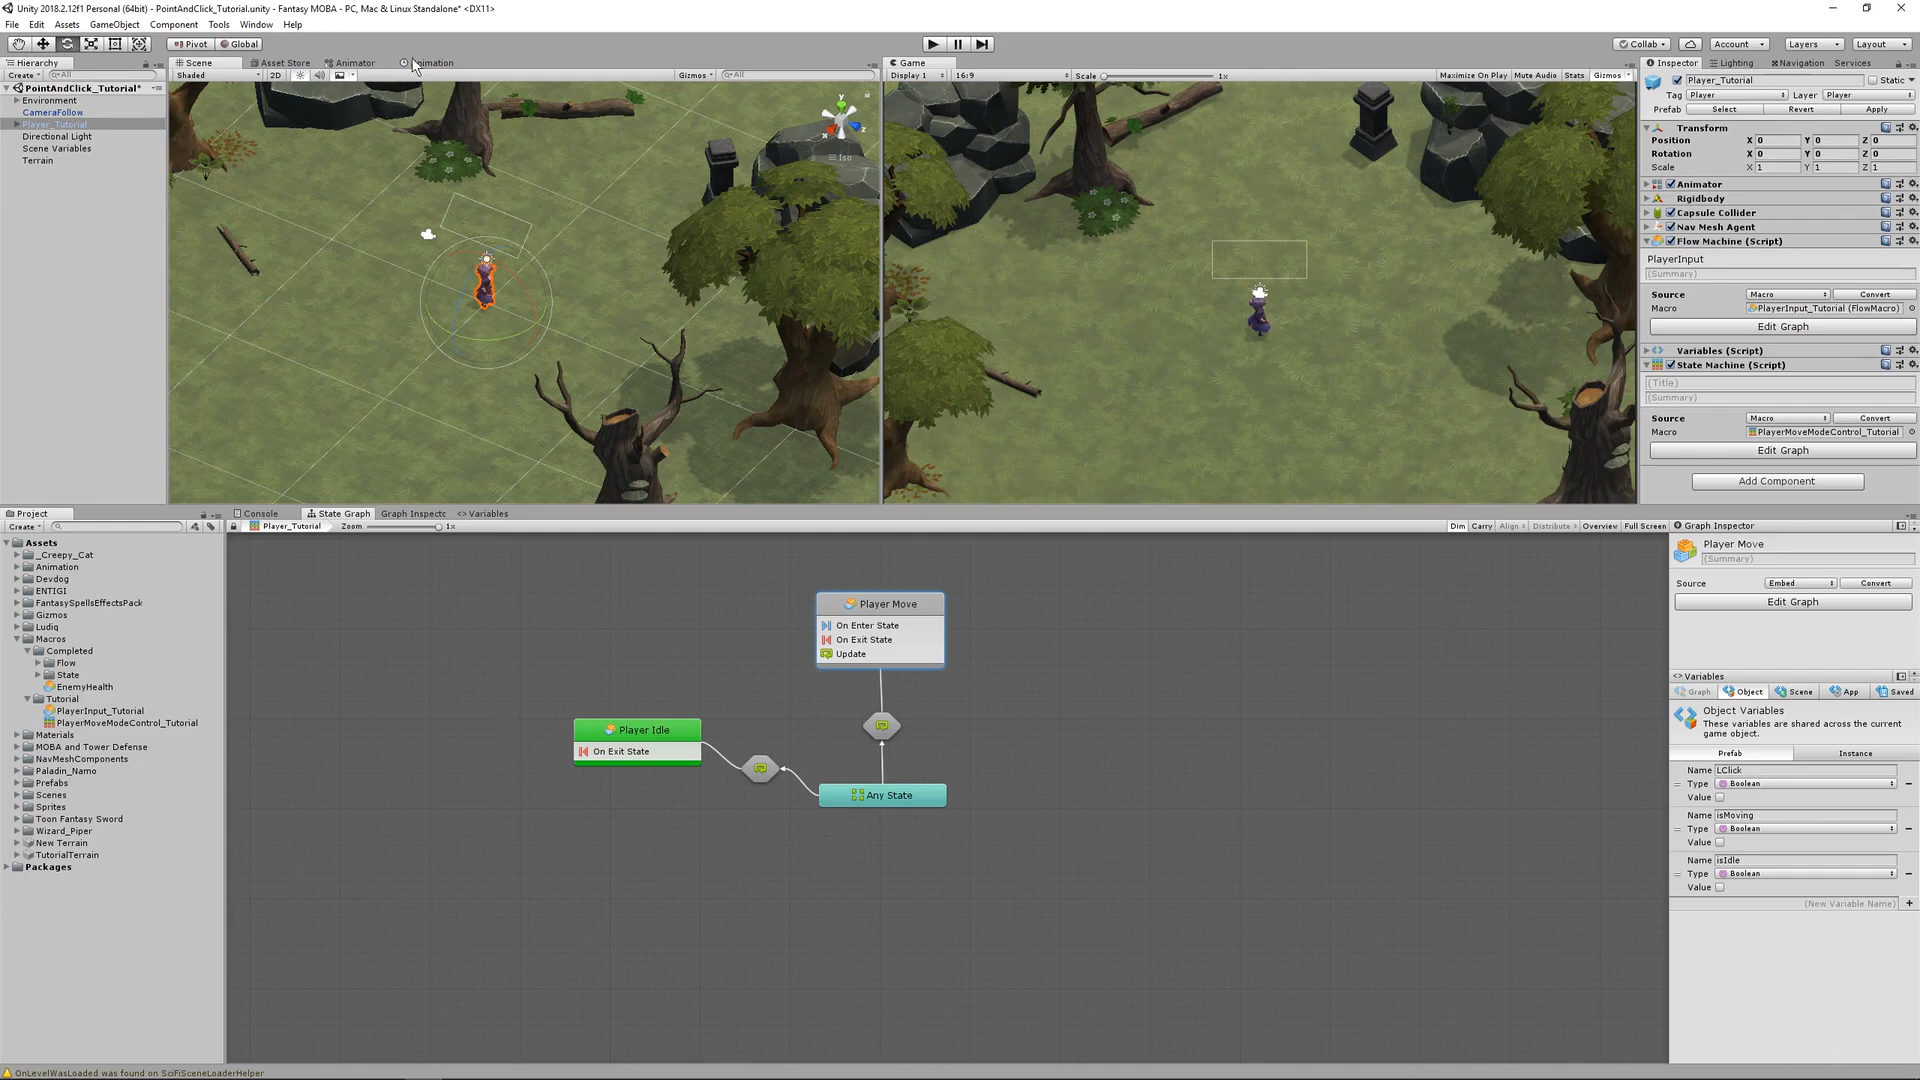 Unity 2018.2.12f1 Personal (64bit) - PointAndClick_Tutorial.unity - Fantasy MOBA - PC, Mac & Linux Standalone* <DX11>
File Edit Assets GameObject Component Tools Window Help
Pivot Global Collab Account Layers Layout
Hierarchy Scene Asset Store Animator Animation Game Inspector Lighting Navigation Services
Create All Shaded 2D Gizmos All Display 1 16:9 Scale 1x Maximize On Play Mute Audio Stats Gizmos
PointAndClick_Tutorial*
Environment
CameraFollow
Player_Tutorial
Directional Light
Scene Variables
Terrain
y
x z
Iso
Player_Tutorial Static
Tag Player Layer Player
Prefab Select Revert Apply
Transform
Position X 0 Y 0 Z 0
Rotation X 0 Y 0 Z 0
Scale X 1 Y 1 Z 1
Animator
Rigidbody
Capsule Collider
Nav Mesh Agent
Flow Machine (Script)
PlayerInput
(Summary)
Source Macro Convert
Macro PlayerInput_Tutorial (FlowMacro)
Edit Graph
Variables (Script)
State Machine (Script)
(Title)
(Summary)
Source Macro Convert
Macro PlayerMoveModeControl_Tutorial
Edit Graph
Add Component
Project
Create
Assets
_Creepy_Cat
Animation
Devdog
ENTIGI
FantasySpellsEffectsPack
Gizmos
Ludiq
Macros
Completed
Flow
State
EnemyHealth
Tutorial
PlayerInput_Tutorial
PlayerMoveModeControl_Tutorial
Materials
MOBA and Tower Defense
NavMeshComponents
Paladin_Namo
Prefabs
Scenes
Sprites
Toon Fantasy Sword
Wizard_Piper
New Terrain
TutorialTerrain
Packages
Console State Graph Graph Inspectc Variables
Player_Tutorial Zoom 1x Dim Carry Align Distribute Overview Full Screen
Player Move
On Enter State
On Exit State
Update
Player Idle
On Exit State
Any State
Graph Inspector
Player Move
(Summary)
Source Embed Convert
Edit Graph
Variables
Graph Object Scene App Saved
Object Variables
These variables are shared across the current
game object.
Prefab Instance
Name LClick
Type Boolean
Value
Name isMoving
Type Boolean
Value
Name isIdle
Type Boolean
Value
(New Variable Name)
OnLevelWasLoaded was found on SciFiSceneLoaderHelper